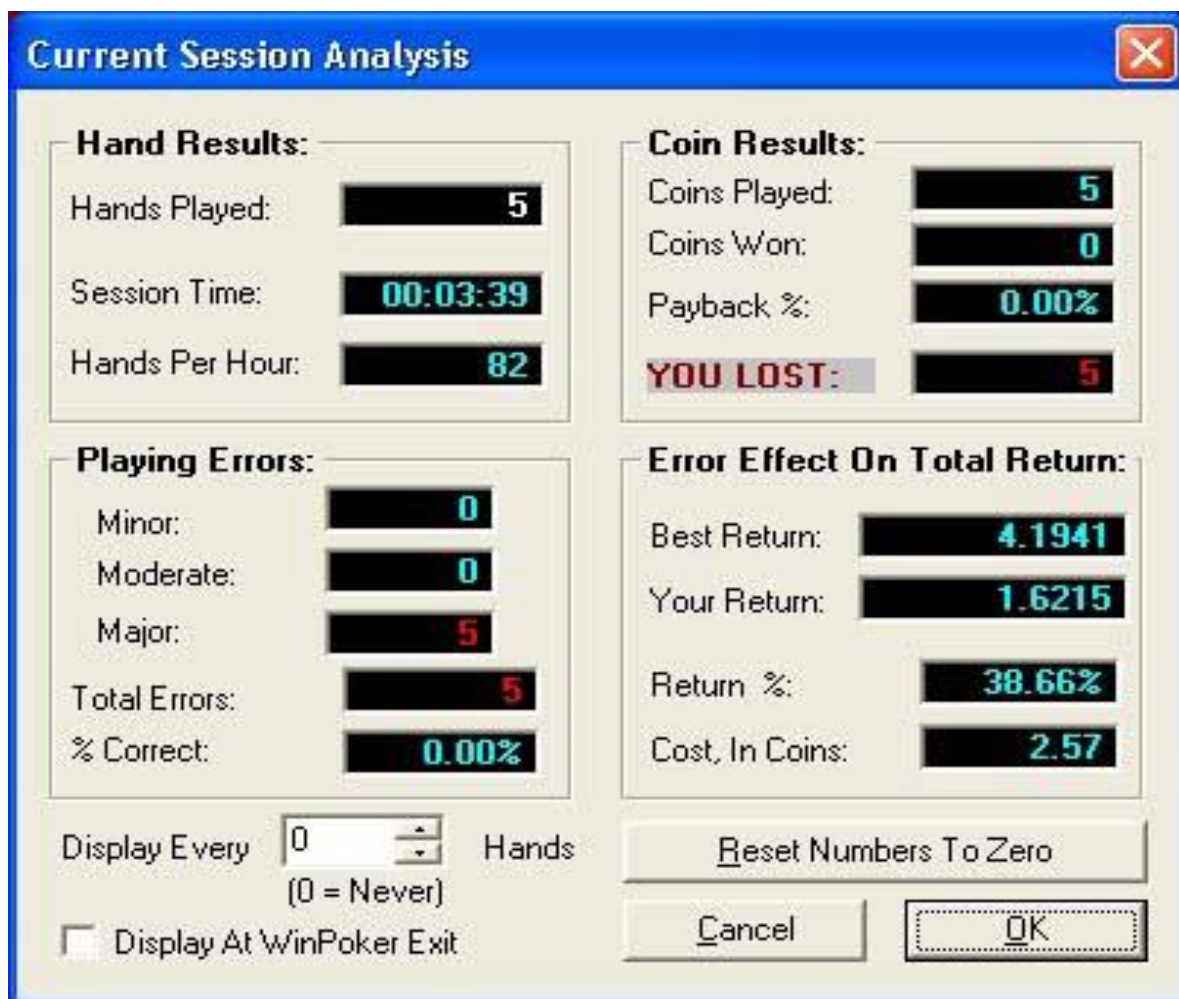 Current Session Analysis
Hand Results:
Hands Played: 5
Session Time: 00:03:39
Hands Per Hour: 82
Coin Results:
Coins Played: 5
Coins Won: 0
Payback %: 0.00%
YOU LOST: 5
Playing Errors:
Minor: 0
Moderate: 0
Major: 5
Total Errors: 5
% Correct: 0.00%
Error Effect On Total Return:
Best Return: 4.1941
Your Return: 1.6215
Return %: 38.66%
Cost, In Coins: 2.57
Display Every 0 Hands
(0 = Never)
Display At WinPoker Exit
Reset Numbers To Zero
Cancel
OK